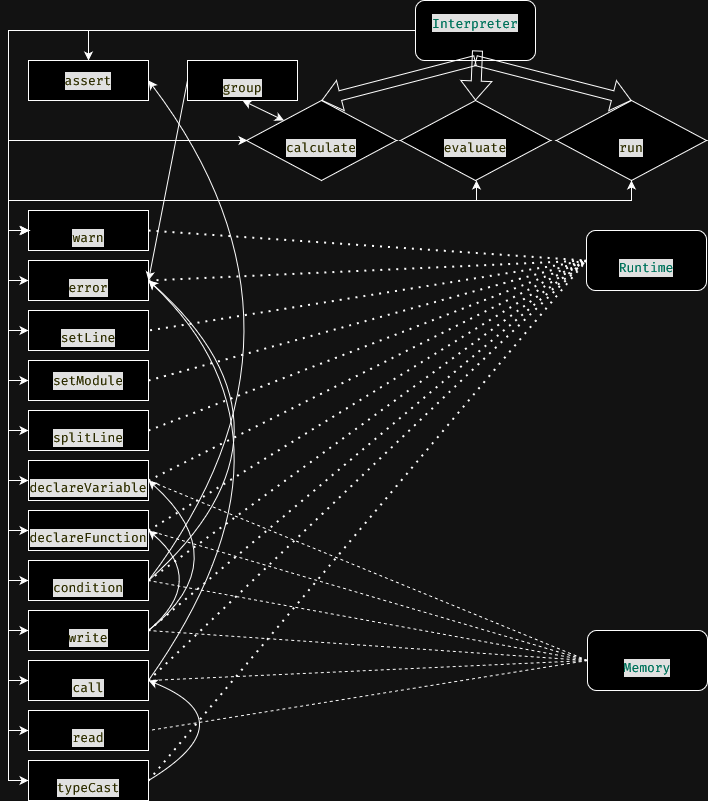 Interpreter
assert
group
calculate
evaluate
run
warn
error
Runtime
setLine
setModule
splitLine
declareVariable
declareFunction
condition
write
Memory
call
read
typeCast